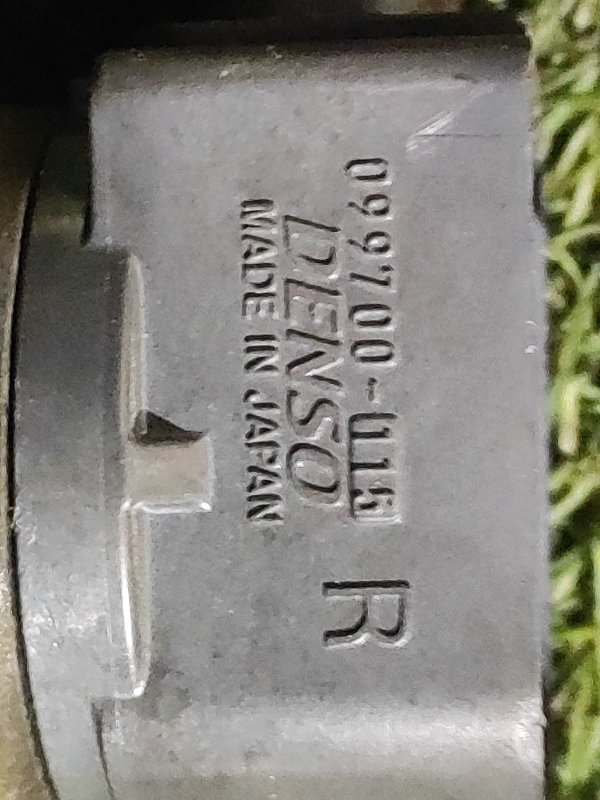 099700-115
DENSO
MADE IN JAPAN
R